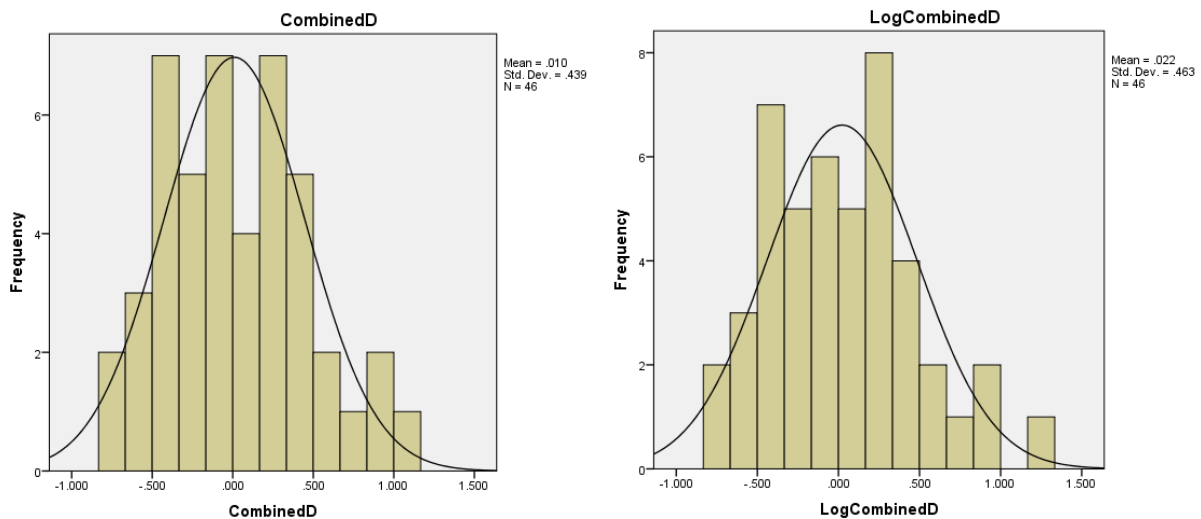 CombinedD
Mean = .010
Std. Dev. = .439
N = 46
6
4
2
0
Frequency
-1.000
-.500
.000
.500
1.000
1.500
CombinedD
LogCombinedD
Mean = .022
Std. Dev. = .463
N = 46
8
6
4
2
0
Frequency
-1.000
-.500
.000
.500
1.000
1.500
LogCombinedD